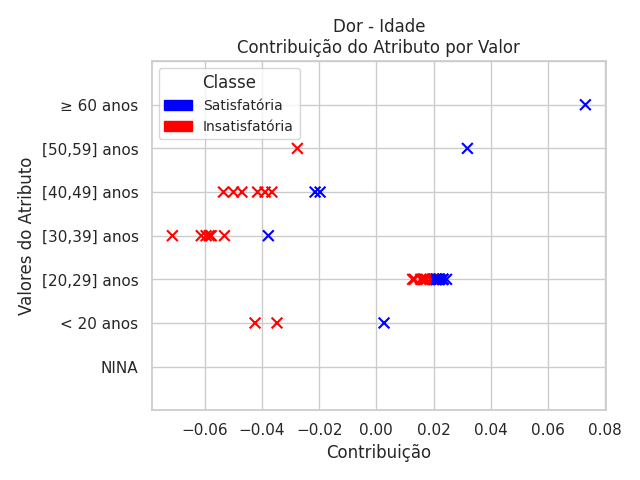 Dor - Idade
Contribuição do Atributo por Valor
Classe
Satisfatória
Insatisfatória
Valores do Atributo
≥ 60 anos
[50,59] anos
[40,49] anos
[30,39] anos
[20,29] anos
< 20 anos
NINA
−0.06 −0.04 −0.02 0.00 0.02 0.04 0.06 0.08
Contribuição